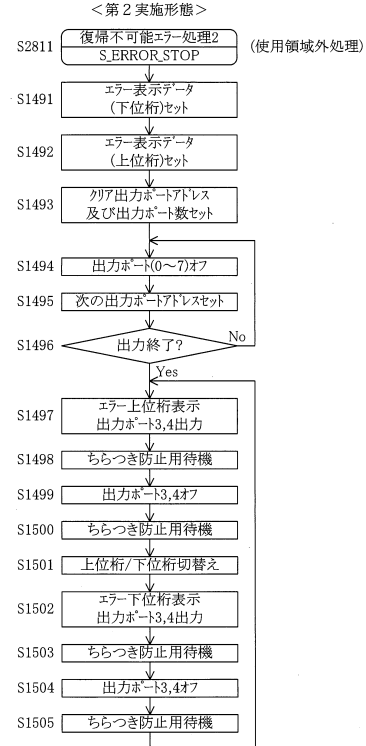 ＜第２実施形態＞
S2811
復帰不可能エラー処理2
S_ERROR_STOP
(使用領域外処理)
S1491
エラー表示データ
(下位桁)セット
S1492
エラー表示データ
(上位桁)セット
S1493
クリア出力ポートアドレス
及び出力ポート数セット
S1494
出力ポート(0～7)オフ
S1495
次の出力ポートアドレスセット
S1496
出力終了?
No
Yes
S1497
エラー上位桁表示
出力ポート3,4出力
S1498
ちらつき防止用待機
S1499
出力ポート3,4オフ
S1500
ちらつき防止用待機
S1501
上位桁/下位桁切替え
S1502
エラー下位桁表示
出力ポート3,4出力
S1503
ちらつき防止用待機
S1504
出力ポート3,4オフ
S1505
ちらつき防止用待機